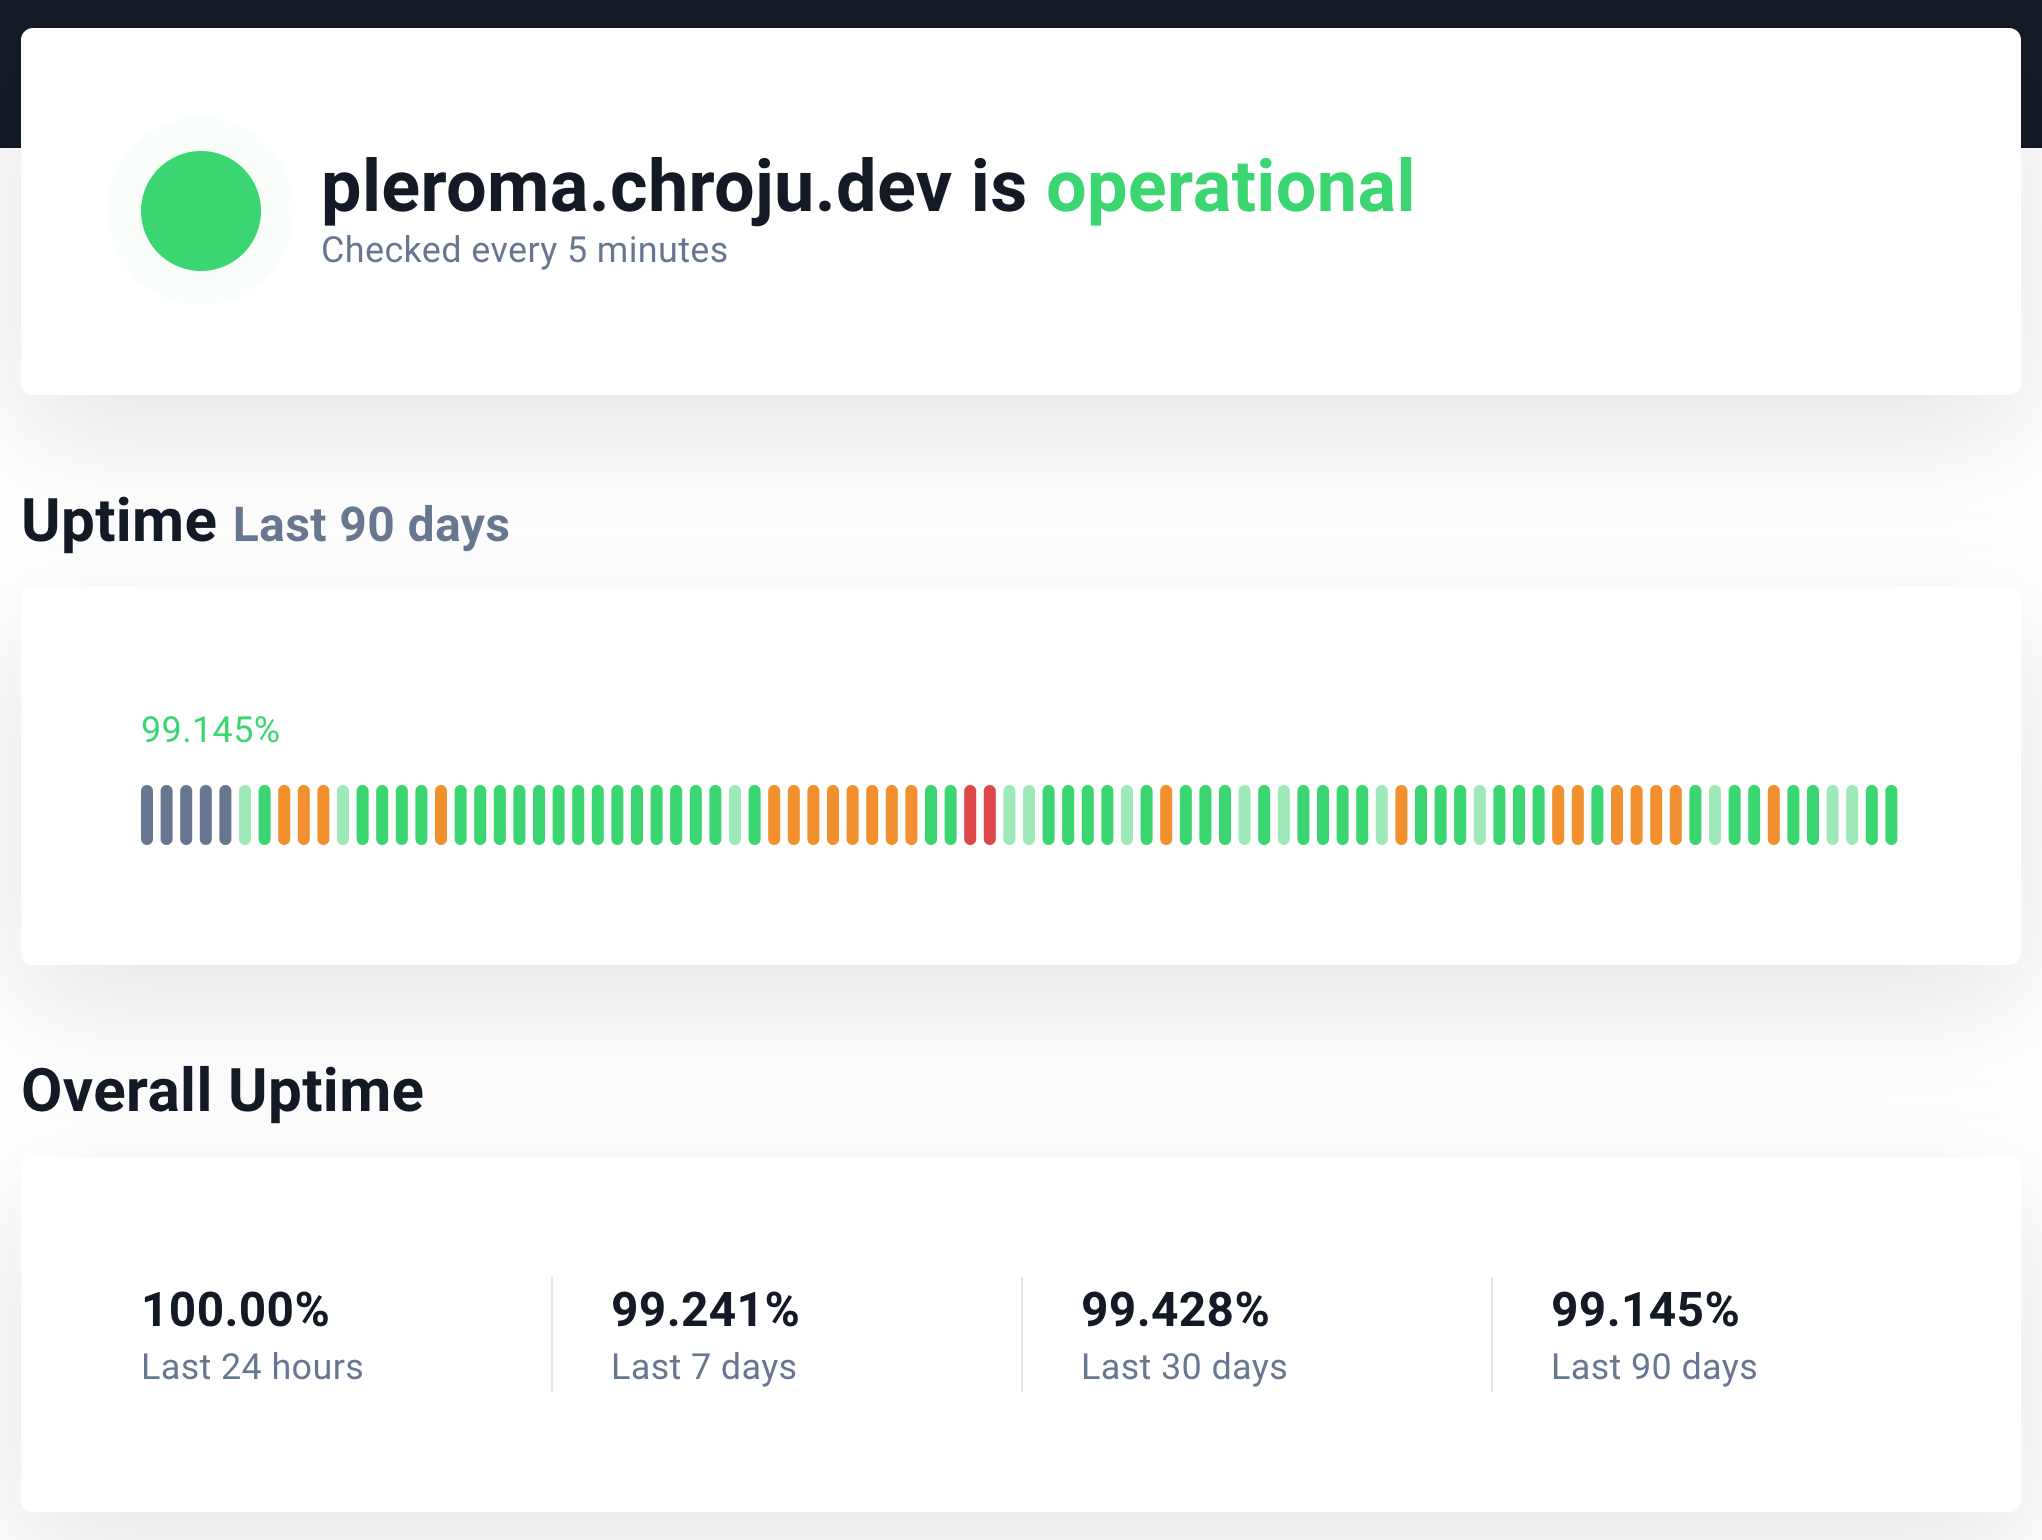 pleroma.chroju.dev is operational
Checked every 5 minutes
Uptime Last 90 days
99.145%
Overall Uptime
100.00%
Last 24 hours
99.241%
Last 7 days
99.428%
Last 30 days
99.145%
Last 90 days